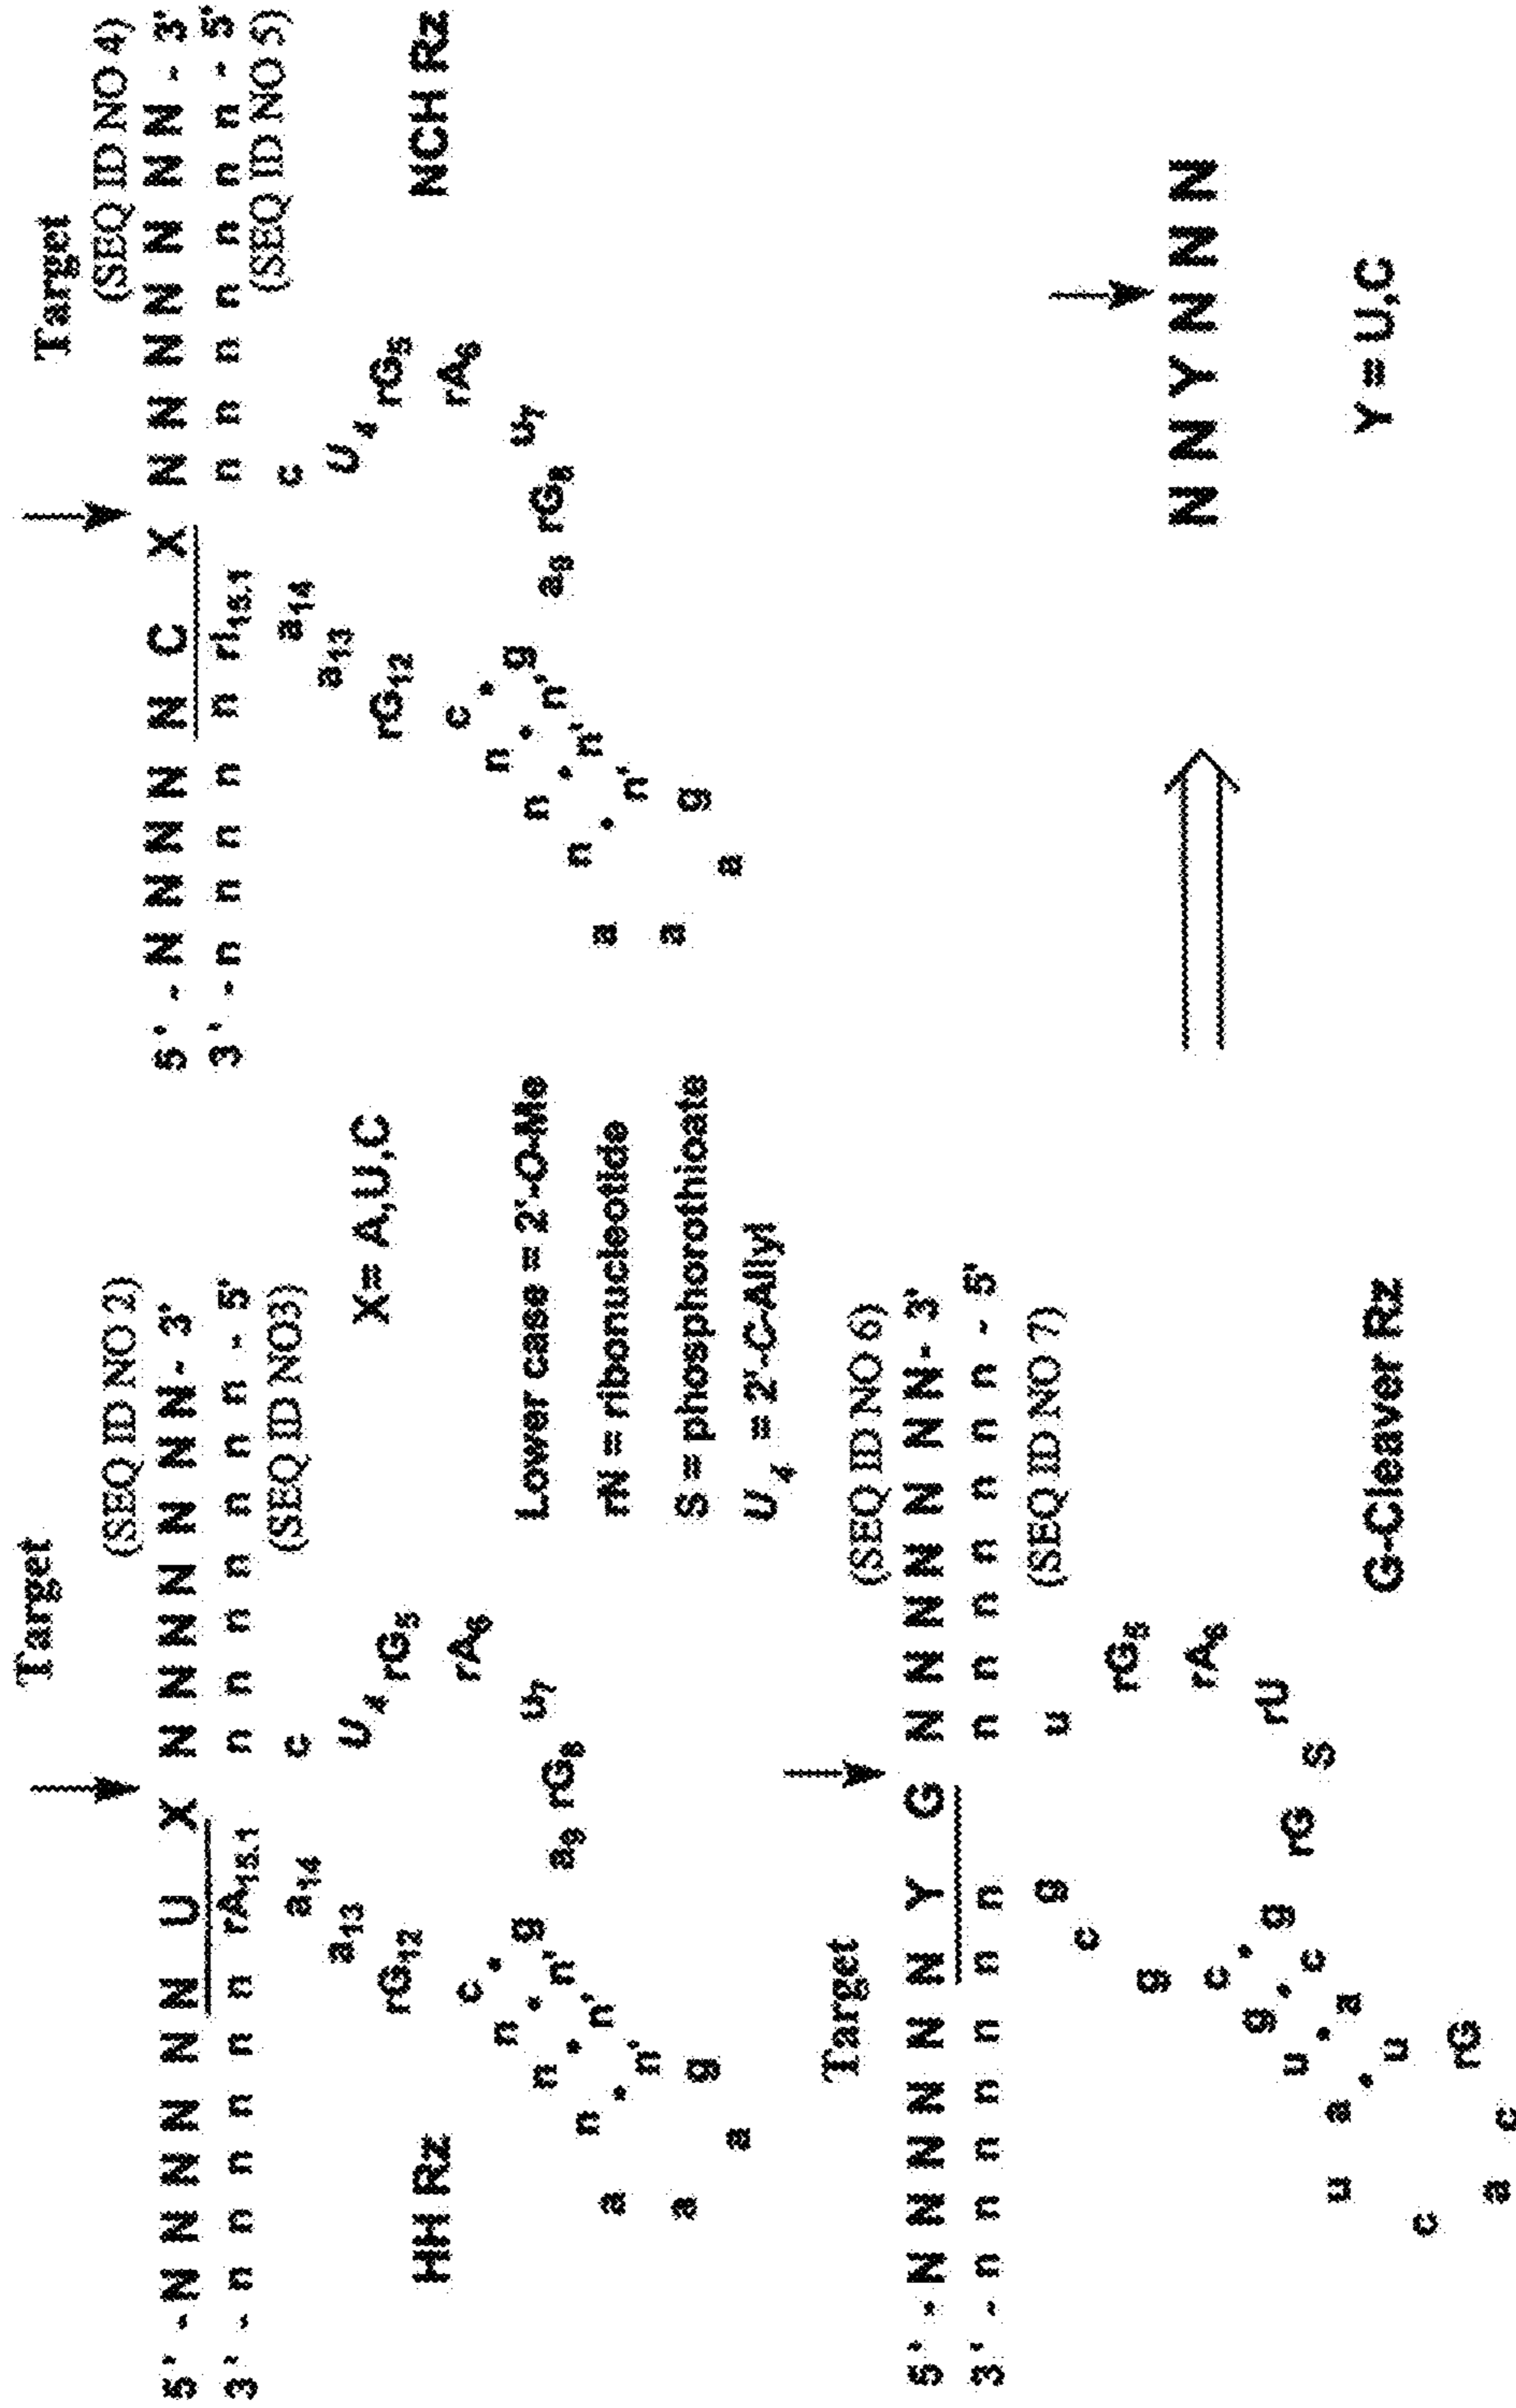 Target
(SEQ ID NO 2)
5' - N N N N N N U X N N N N N N N - 3'
3' - n n n n n n rA15.1 n n n n n n n - 5'
(SEQ ID NO3)
a14 c
a13 U4
rG12 rG5
c • g rA6
n • n' u7
n • n' a9 rG8
n • n'
a g
a a
HH Rz
X = A,U,C
Target
(SEQ ID NO 4)
5' - N N N N N C X N N N N N N N - 3'
3' - n n n n n rI15.1 n n n n n n n - 5'
(SEQ ID NO 5)
a14 c
a13 U4
rG12 rG5
c • g rA6
n • n' u7
n • n' a9 rG8
n • n'
a g
a a
NCH Rz
Lower case = 2'-O-Me
rN = ribonucleotide
S = phosphorothioate
U4 = 2'-C-Allyl
Target
(SEQ ID NO 6)
5' - N N N N N N Y G N N N N N N N - 3'
3' - n n n n n n n n n n n n n n - 5'
(SEQ ID NO 7)
g u
c rG5
g rA6
c • g rU
g • c rG S
u • a
a • u
u rG
c a c
G-Cleaver Rz
N N Y N N N
Y = U,C